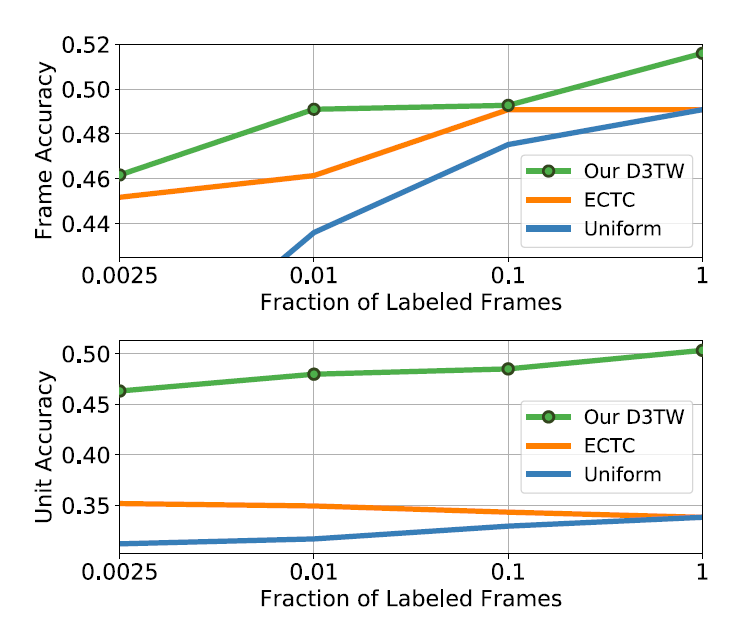 0.52
0.50
0.48
0.46
0.44
Frame Accuracy
Our D3TW
ECTC
Uniform
0.0025
0.01
0.1
1
Fraction of Labeled Frames
0.50
0.45
0.40
0.35
Unit Accuracy
Our D3TW
ECTC
Uniform
0.0025
0.01
0.1
1
Fraction of Labeled Frames